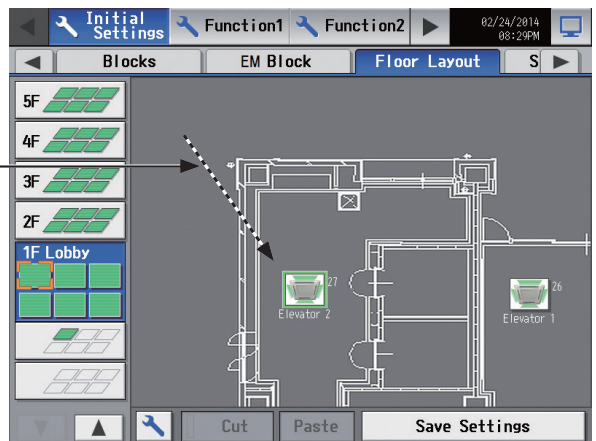 Initial
Settings
Function1
Function2
02/24/2014
08:29PM
Blocks
EM Block
Floor Layout
S
5F
4F
3F
2F
1F Lobby
27
Elevator 2
26
Elevator 1
Cut
Paste
Save Settings